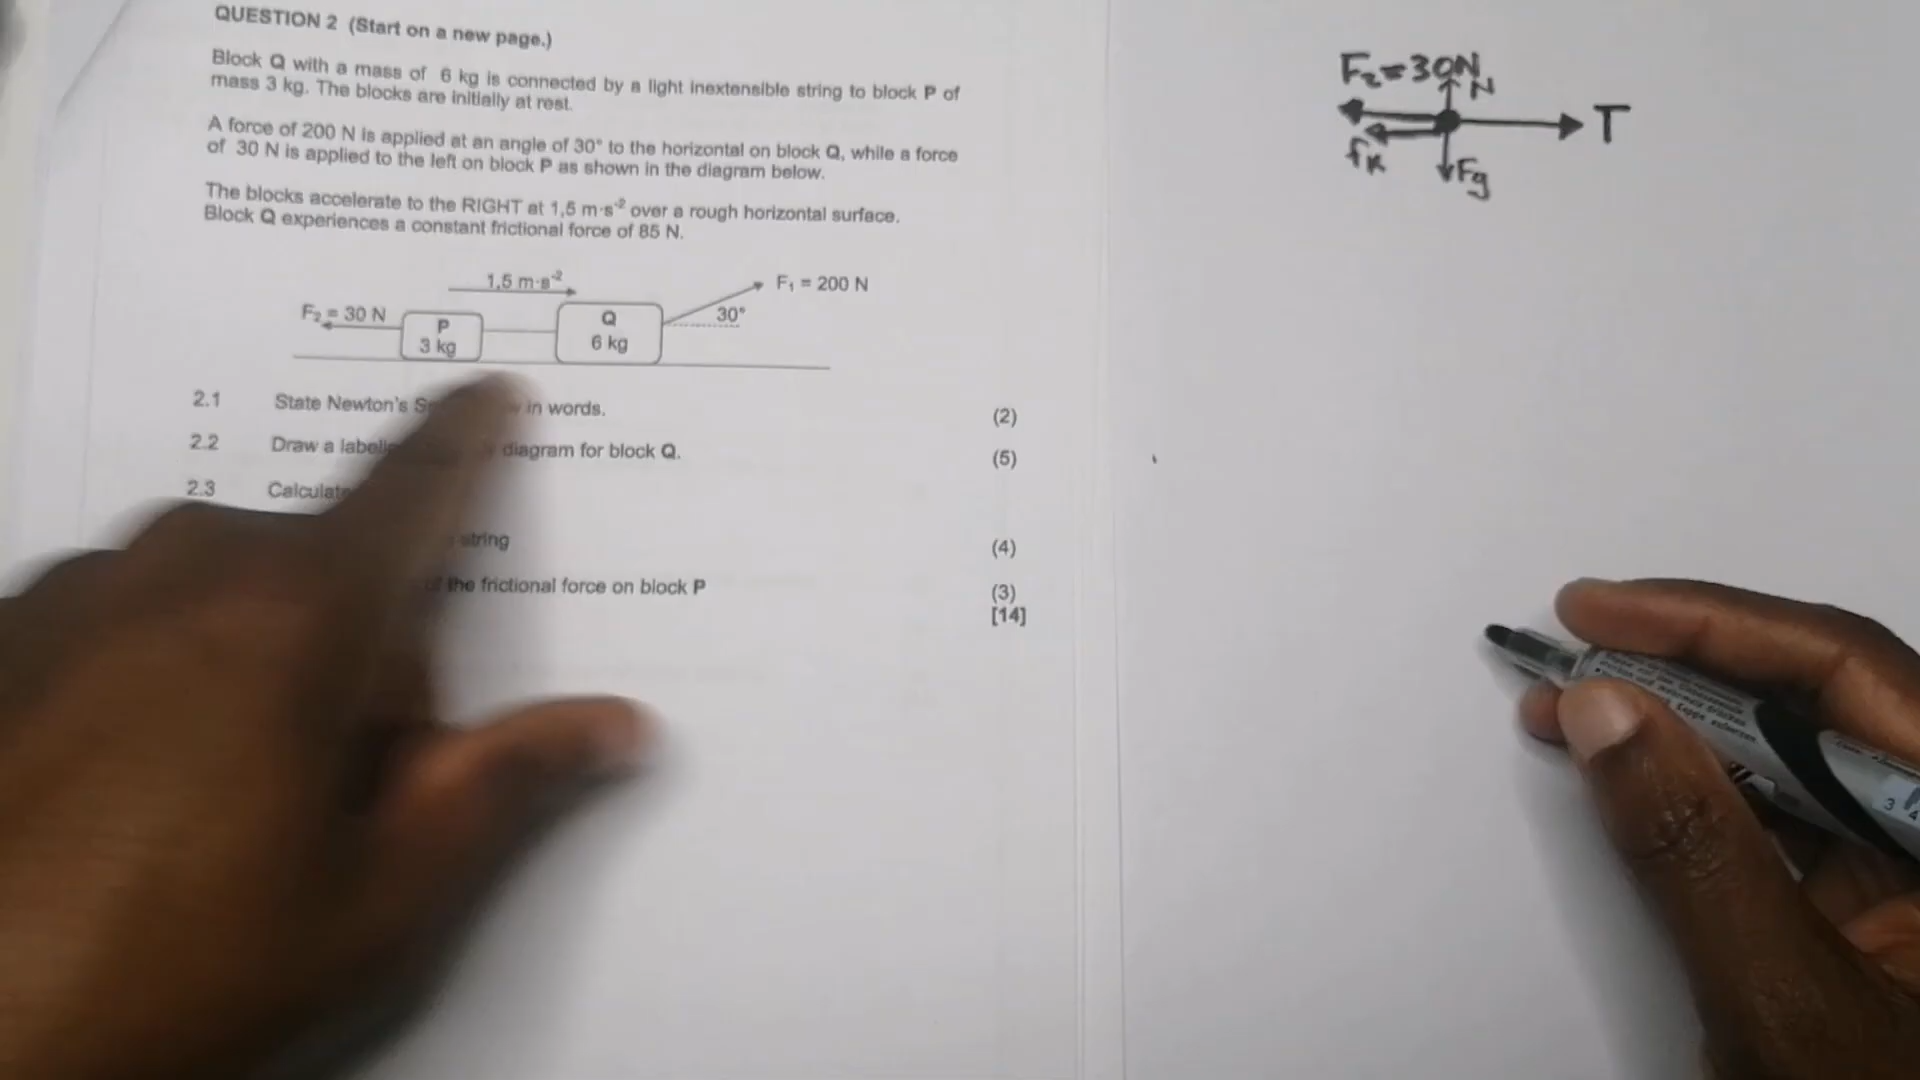 QUESTION 2 (Start on a new page.)
Block Q with a mass of 6 kg is connected by a light inextensible string to block P of
mass 3 kg. The blocks are initially at rest.
A force of 200 N is applied at an angle of 30° to the horizontal on block Q, while a force
of 30 N is applied to the left on block P as shown in the diagram below.
The blocks accelerate to the RIGHT at 1,5 m·s⁻² over a rough horizontal surface.
Block Q experiences a constant frictional force of 85 N.
1,5 m·s⁻²
F₁ = 200 N
30°
F₂ = 30 N
P
3 kg
Q
6 kg
2.1 State Newton's in words. (2)
2.2 Draw a diagram for block Q. (5)
2.3 Calculate
string (4)
the frictional force on block P (3)
[14]
F₂=30N
N
T
fk
Fg